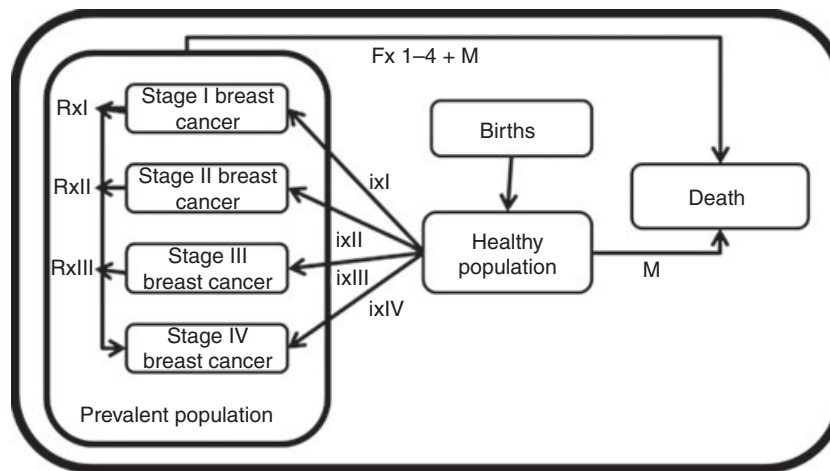 Fx 1–4 + M
RxI
Stage I breast
cancer
Births
ixI
RxII
Stage II breast
cancer
Death
ixII
Healthy
population
RxIII
Stage III
breast cancer
ixIII
M
ixIV
Stage IV
breast cancer
Prevalent population